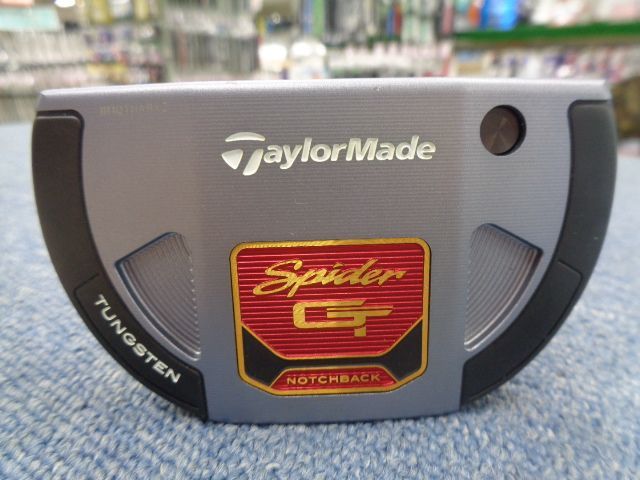 TaylorMade
Spider
GT
NOTCHBACK
TUNGSTEN